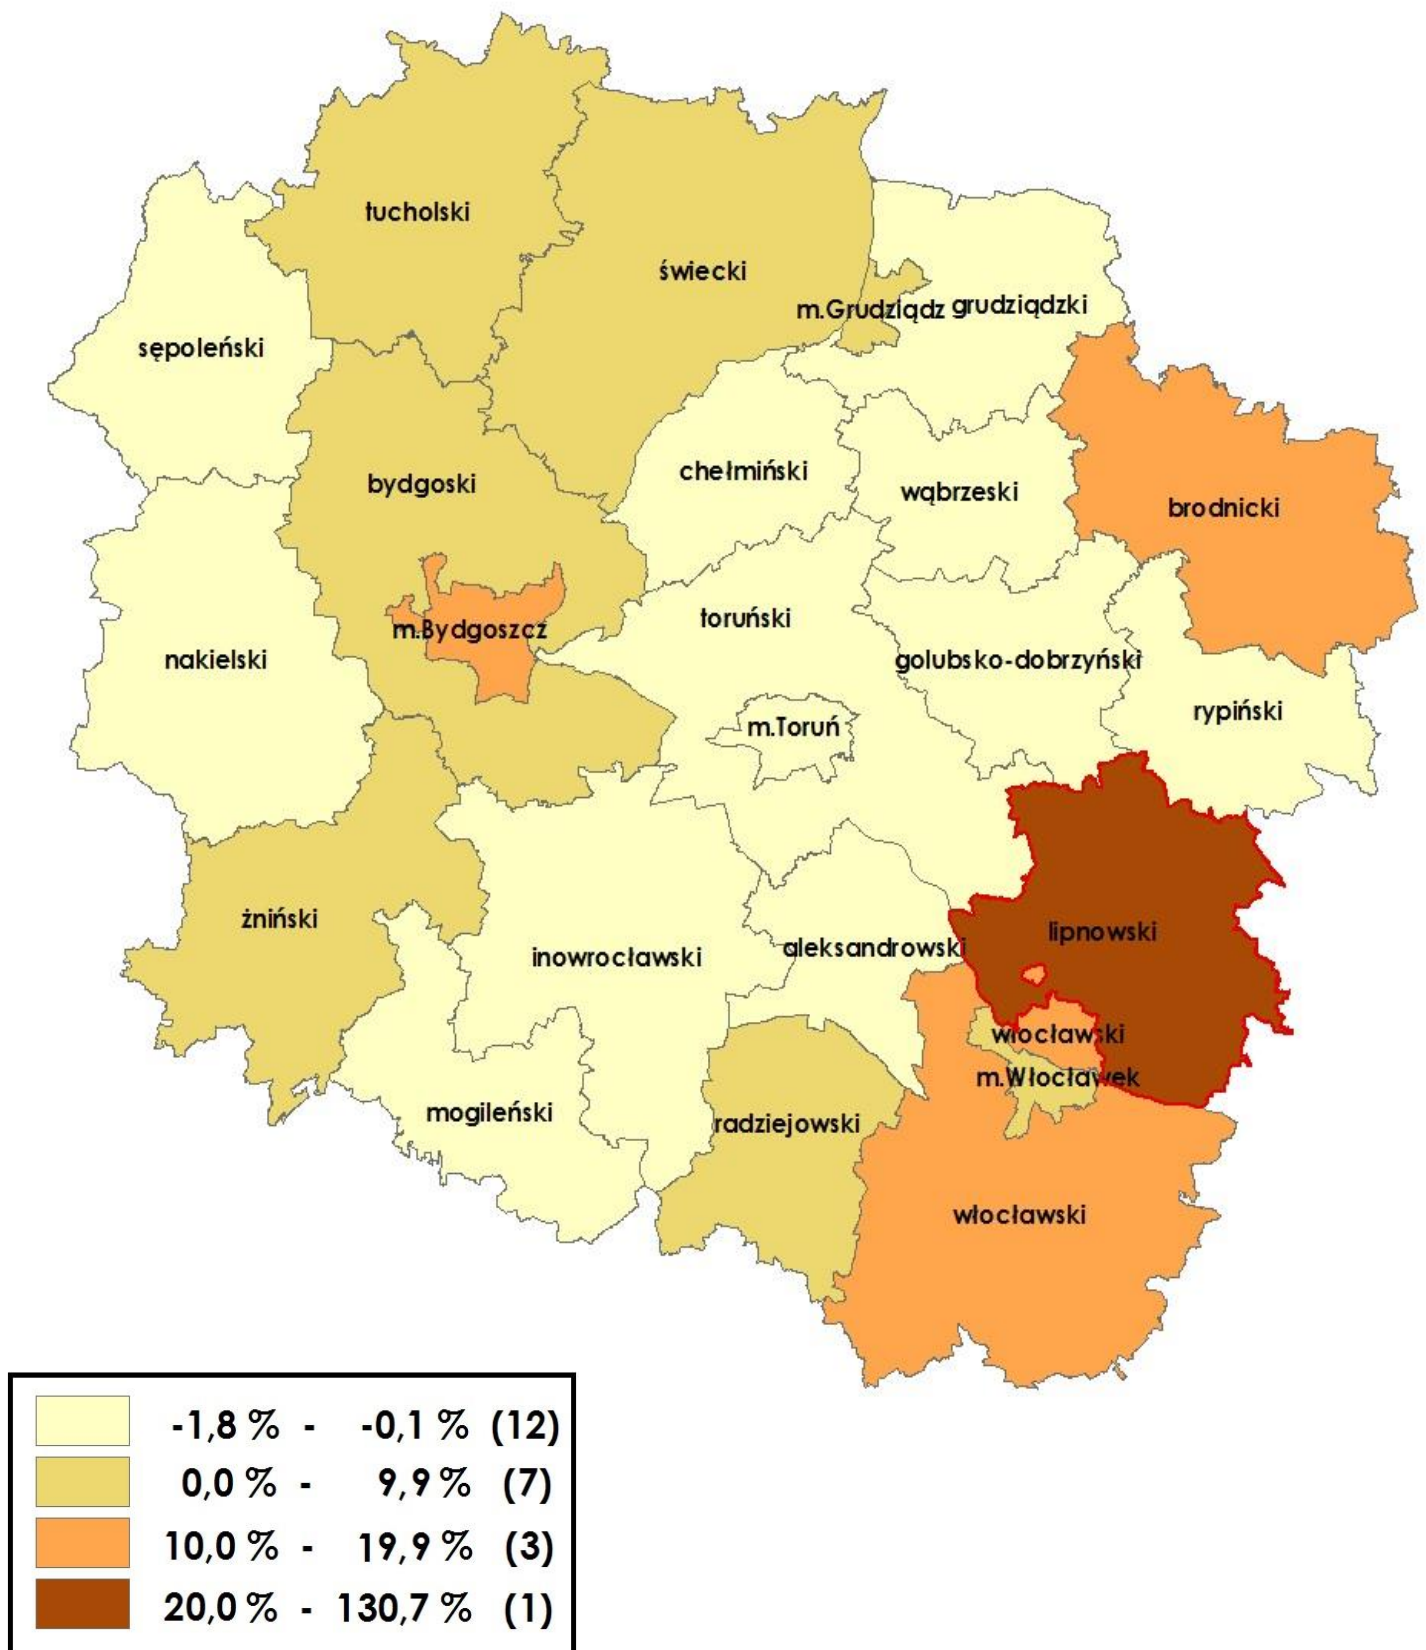 tucholski
świecki
m.Grudziądz
grudziądzki
sępoleński
chełmiński
bydgoski
wąbrzeski
brodnicki
toruński
m.Bydgoszcz
nakielski
golubsko-dobrzyński
rypiński
m.Toruń
żniński
lipnowski
aleksandrowski
inowrocławski
włocławski
m.Włocławek
mogileński
radziejowski
włocławski
-1,8 % - -0,1 % (12)
0,0 % - 9,9 % (7)
10,0 % - 19,9 % (3)
20,0 % - 130,7 % (1)